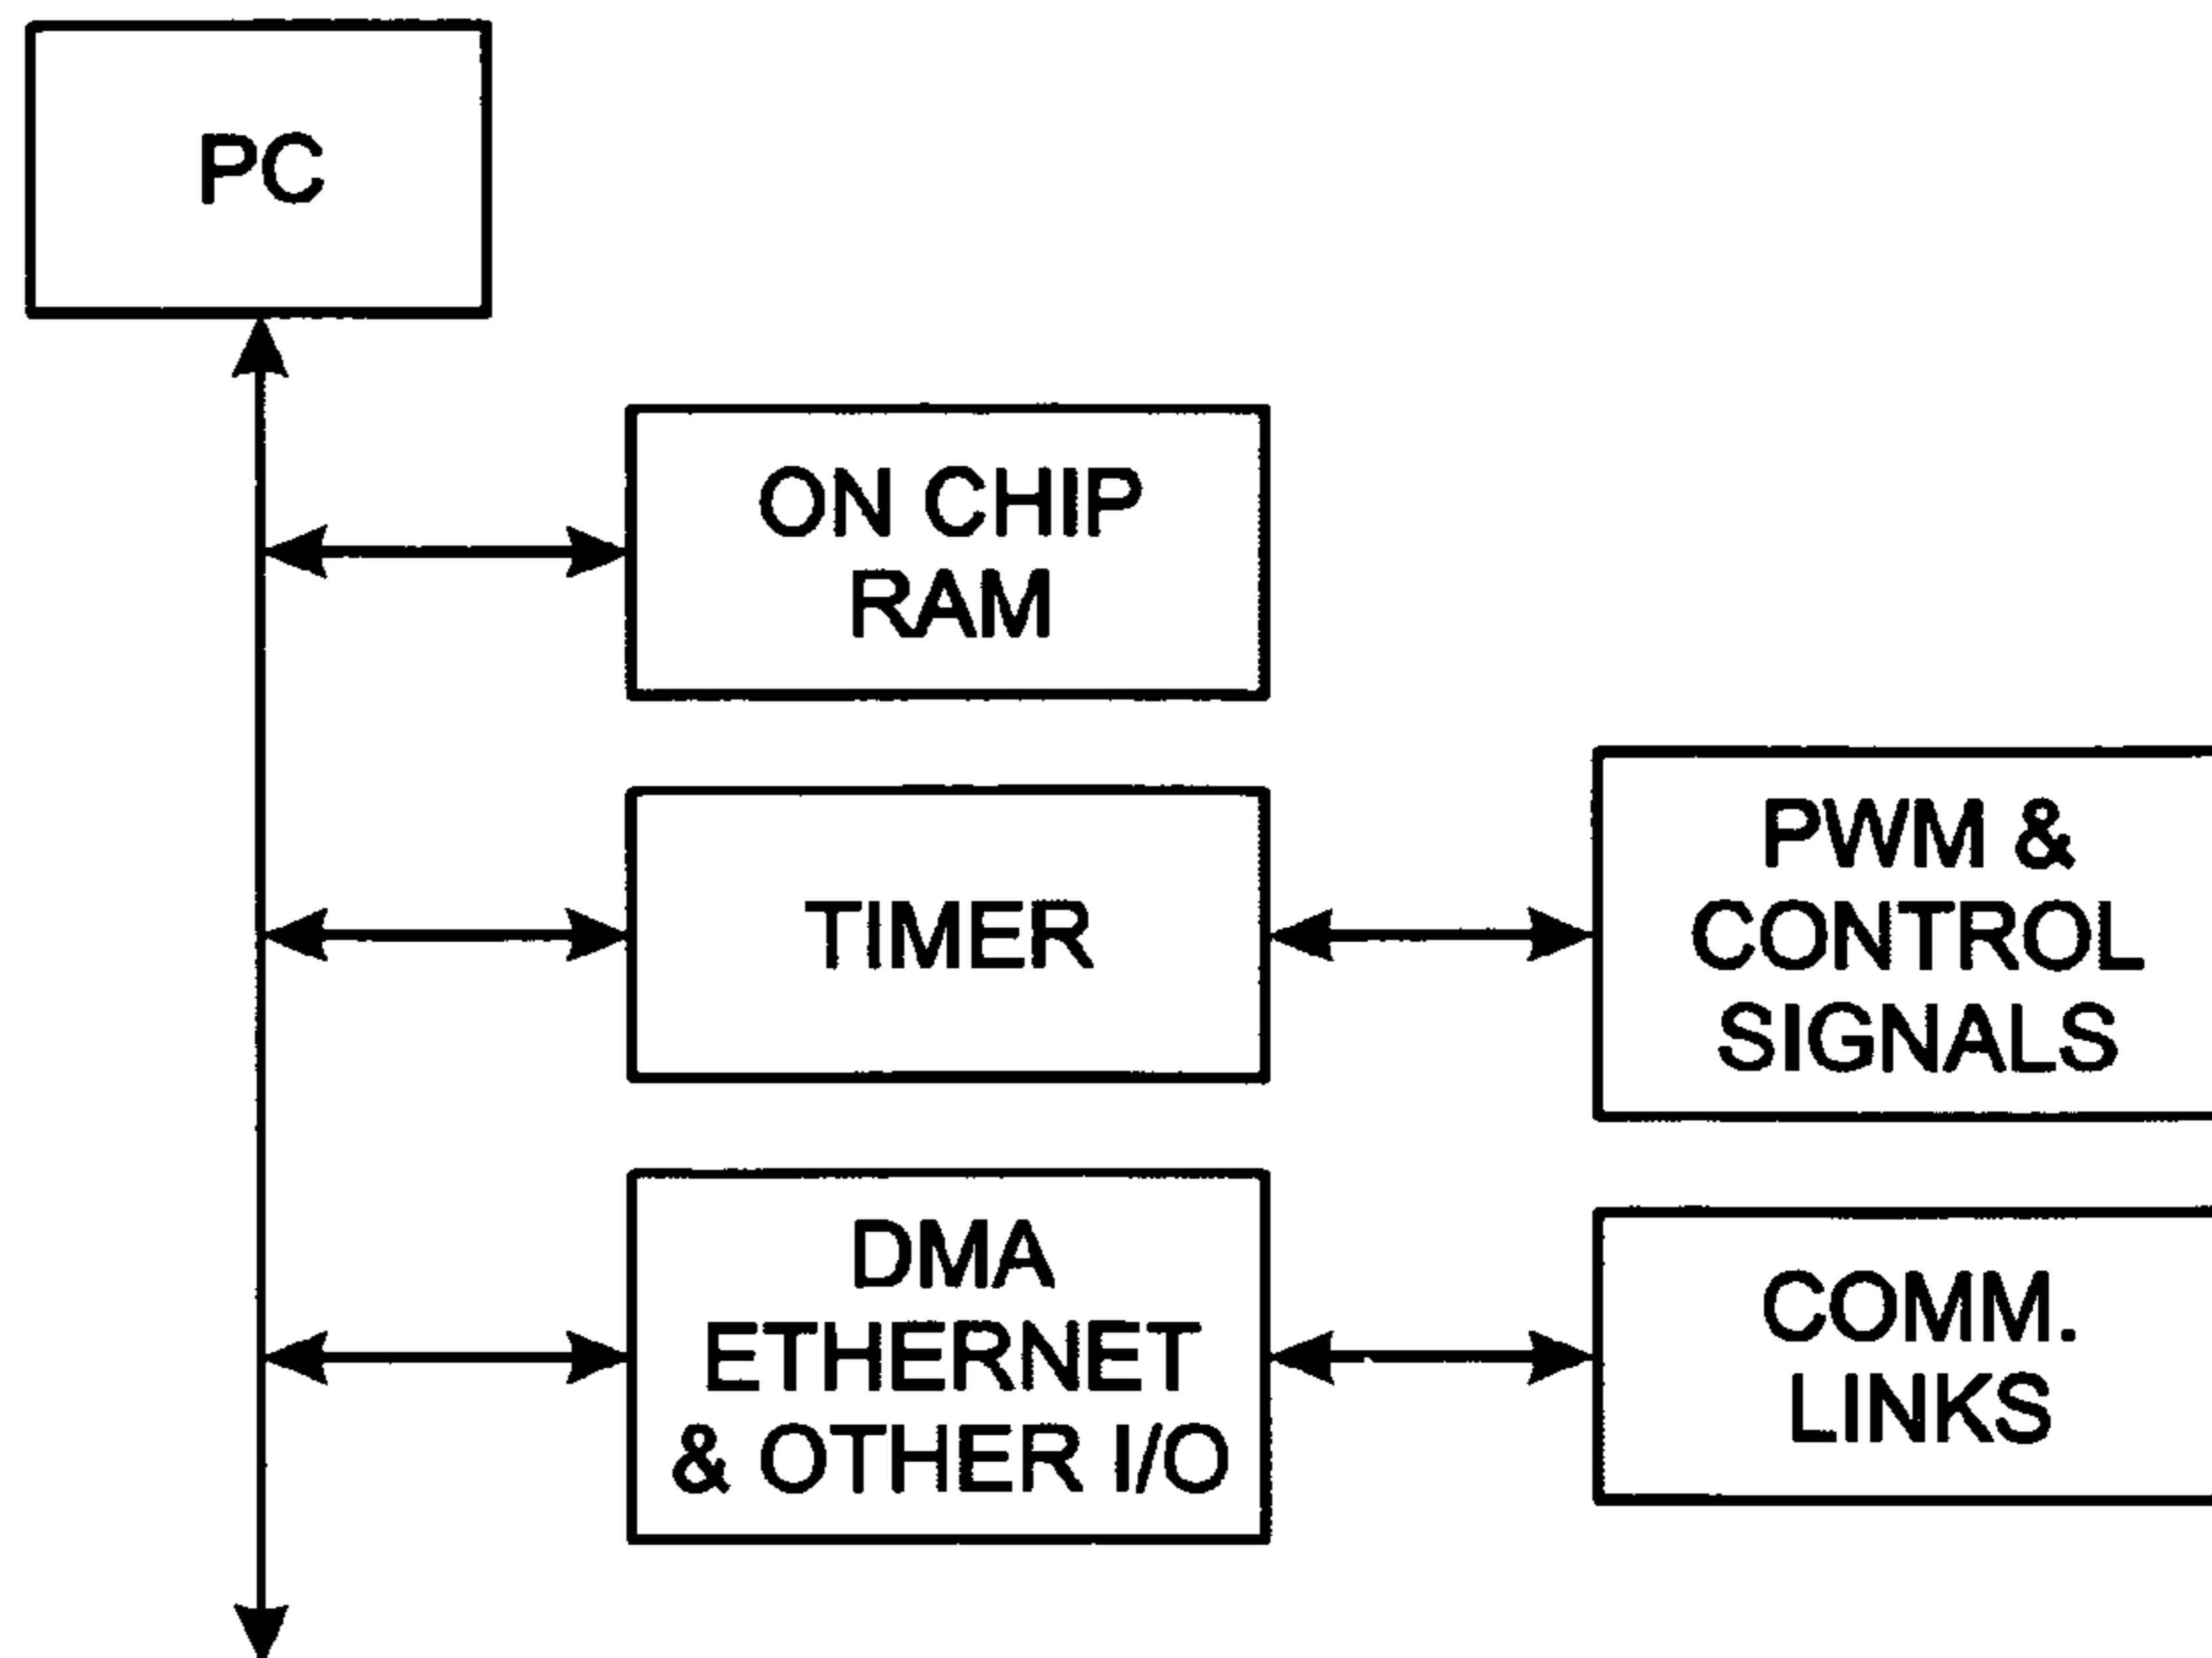 PC
ON CHIP
RAM
TIMER
PWM &
CONTROL
SIGNALS
DMA
ETHERNET
& OTHER I/O
COMM.
LINKS